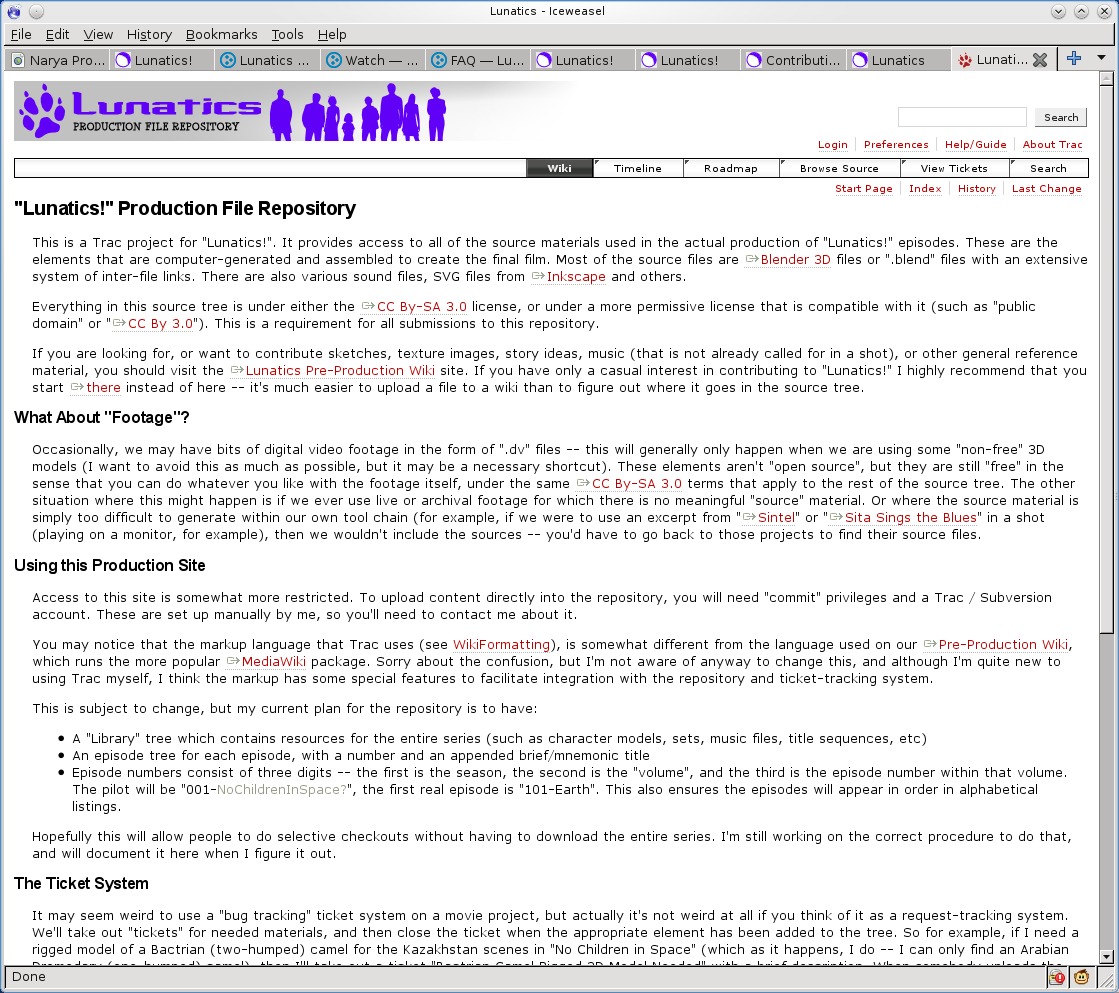 Lunatics - Iceweasel
File Edit View History Bookmarks Tools Help
Narya Pro... Lunatics! Lunatics ... Watch — ... FAQ — Lu... Lunatics! Lunatics! Contributi... Lunatics Lunati...
Lunatics
PRODUCTION FILE REPOSITORY
Search
Login Preferences Help/Guide About Trac
Wiki Timeline Roadmap Browse Source View Tickets Search
Start Page Index History Last Change
"Lunatics!" Production File Repository
This is a Trac project for "Lunatics!". It provides access to all of the source materials used in the actual production of "Lunatics!" episodes. These are the
elements that are computer-generated and assembled to create the final film. Most of the source files are Blender 3D files or ".blend" files with an extensive
system of inter-file links. There are also various sound files, SVG files from Inkscape and others.
Everything in this source tree is under either the CC By-SA 3.0 license, or under a more permissive license that is compatible with it (such as "public
domain" or "CC By 3.0"). This is a requirement for all submissions to this repository.
If you are looking for, or want to contribute sketches, texture images, story ideas, music (that is not already called for in a shot), or other general reference
material, you should visit the Lunatics Pre-Production Wiki site. If you have only a casual interest in contributing to "Lunatics!" I highly recommend that you
start there instead of here -- it's much easier to upload a file to a wiki than to figure out where it goes in the source tree.
What About "Footage"?
Occasionally, we may have bits of digital video footage in the form of ".dv" files -- this will generally only happen when we are using some "non-free" 3D
models (I want to avoid this as much as possible, but it may be a necessary shortcut). These elements aren't "open source", but they are still "free" in the
sense that you can do whatever you like with the footage itself, under the same CC By-SA 3.0 terms that apply to the rest of the source tree. The other
situation where this might happen is if we ever use live or archival footage for which there is no meaningful "source" material. Or where the source material is
simply too difficult to generate within our own tool chain (for example, if we were to use an excerpt from "Sintel" or "Sita Sings the Blues" in a shot
(playing on a monitor, for example), then we wouldn't include the sources -- you'd have to go back to those projects to find their source files.
Using this Production Site
Access to this site is somewhat more restricted. To upload content directly into the repository, you will need "commit" privileges and a Trac / Subversion
account. These are set up manually by me, so you'll need to contact me about it.
You may notice that the markup language that Trac uses (see WikiFormatting), is somewhat different from the language used on our Pre-Production Wiki,
which runs the more popular MediaWiki package. Sorry about the confusion, but I'm not aware of anyway to change this, and although I'm quite new to
using Trac myself, I think the markup has some special features to facilitate integration with the repository and ticket-tracking system.
This is subject to change, but my current plan for the repository is to have:
A "Library" tree which contains resources for the entire series (such as character models, sets, music files, title sequences, etc)
An episode tree for each episode, with a number and an appended brief/mnemonic title
Episode numbers consist of three digits -- the first is the season, the second is the "volume", and the third is the episode number within that volume.
The pilot will be "001-NoChildrenInSpace?", the first real episode is "101-Earth". This also ensures the episodes will appear in order in alphabetical
listings.
Hopefully this will allow people to do selective checkouts without having to download the entire series. I'm still working on the correct procedure to do that,
and will document it here when I figure it out.
The Ticket System
It may seem weird to use a "bug tracking" ticket system on a movie project, but actually it's not weird at all if you think of it as a request-tracking system.
We'll take out "tickets" for needed materials, and then close the ticket when the appropriate element has been added to the tree. So for example, if I need a
rigged model of a Bactrian (two-humped) camel for the Kazakhstan scenes in "No Children in Space" (which as it happens, I do -- I can only find an Arabian
Done